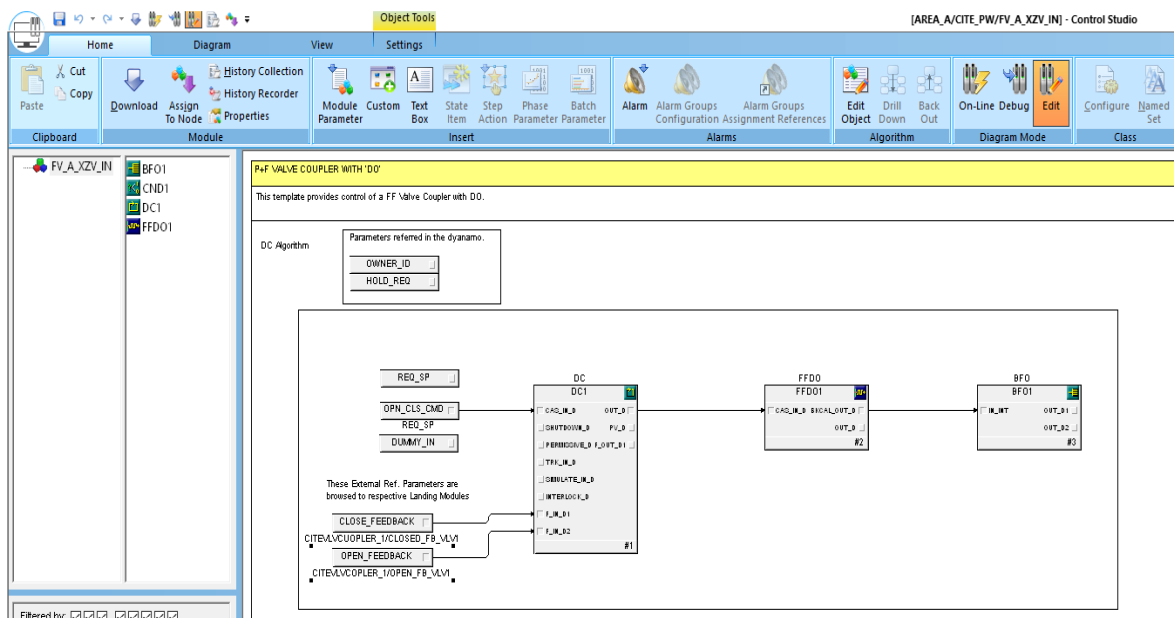 Object Tools
[AREA_A/CITE_PW/FV_A_XZV_IN] - Control Studio
Home Diagram View Settings
Paste
Cut
Copy
Clipboard
Download
Assign To Node
History Collection
History Recorder
Properties
Module
Module Parameter
Custom
Text Box
State Item
Step Action
Phase Parameter
Batch Parameter
Insert
Alarm
Alarm Groups Configuration
Alarm Groups Assignment References
Alarms
Edit Object
Drill Down
Back Out
Algorithm
On-Line
Debug
Edit
Diagram Mode
Configure
Named Set
Class
FV_A_XZV_IN
BFO1
CND1
DC1
FFDO1
Filtered by:
P+F VALVE COUPLER WITH 'DO'
This template provides control of a FF Valve Coupler with DO.
DC Algorithm
Parameters referred in the dyanamo.
OWNER_ID
HOLD_REQ
REQ_SP
OPN_CLS_CMD
REQ_SP
DUMMY_IN
These External Ref. Parameters are
browsed to respective Landing Modules
CLOSE_FEEDBACK
CITEVLVCUOPLER_1/CLOSED_FB_VLV1
OPEN_FEEDBACK
CITEVLVCOPLER_1/OPEN_FB_VLV1
DC
DC1
CAS_IN_D OUT_D
SHUTDOWN_D PV_D
PERMISSIVE_D F_OUT_D1
TRK_IN_D
SIMULATE_IN_D
INTERLOCK_D
F_IN_D1
F_IN_D2
#1
FFDO
FFDO1
CAS_IN_D BKCAL_OUT_D
OUT_D
#2
BFO
BFO1
IN_INT OUT_D1
OUT_D2
#3